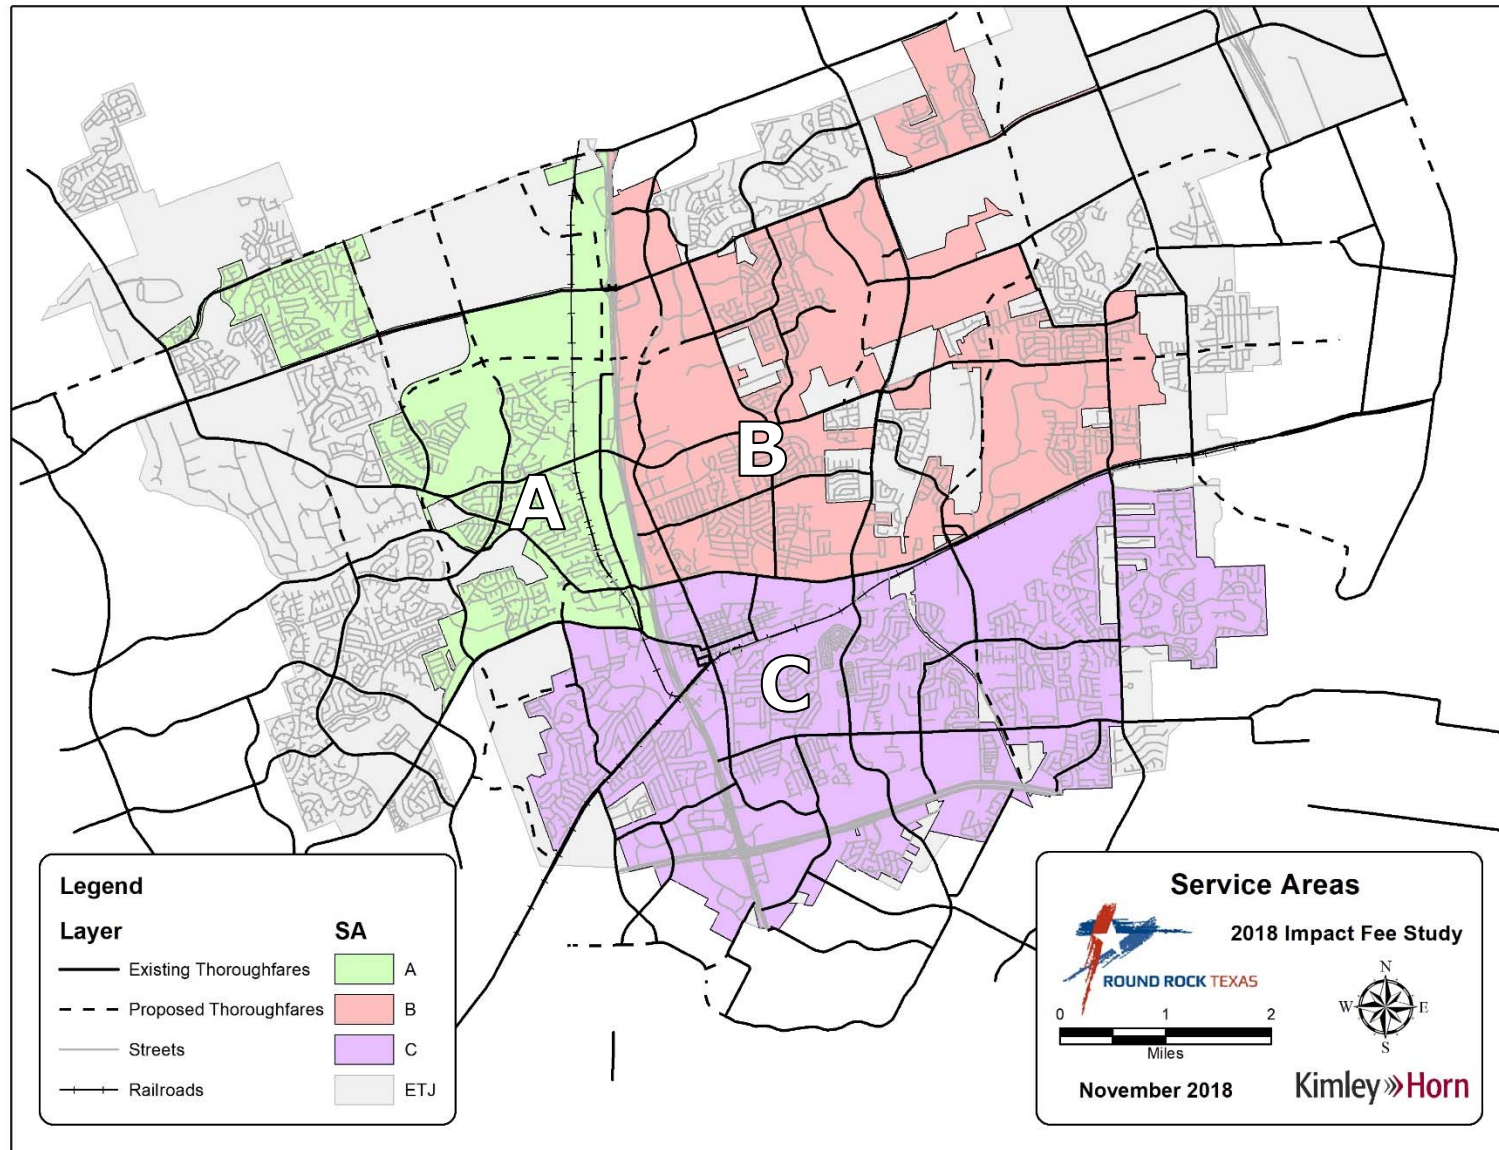 A
B
C
Legend
Layer
SA
Existing Thoroughfares
A
Proposed Thoroughfares
B
Streets
C
Railroads
ETJ
Service Areas
2018 Impact Fee Study
ROUND ROCK TEXAS
N
W E
S
0 1 2
Miles
November 2018
Kimley»Horn